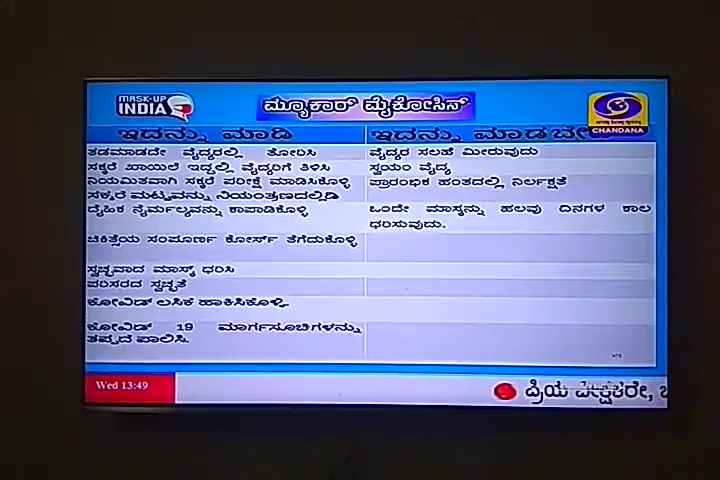 MASK-UP
INDIA
ಮ್ಯೂಕಾರ್ ಮೈಕೋಸಿಸ್
CHANDANA
ಇದನ್ನು ಮಾಡಿ
ಇದನ್ನು ಮಾಡಬೇಡಿ
ತಡಮಾಡದೇ ವೈದ್ಯರಲ್ಲಿ ತೋರಿಸಿ
ವೈದ್ಯರ ಸಲಹೆ ಮೀರುವುದು
ಸಕ್ಕರೆ ಖಾಯಿಲೆ ಇದ್ದಲ್ಲಿ ವೈದ್ಯರಿಗೆ ತಿಳಿಸಿ
ಸ್ವಯಂ ವೈದ್ಯ
ನಿಯಮಿತವಾಗಿ ಸಕ್ಕರೆ ಪರೀಕ್ಷೆ ಮಾಡಿಸಿಕೊಳ್ಳಿ
ಪ್ರಾರಂಭಿಕ ಹಂತದಲ್ಲಿ ನಿರ್ಲಕ್ಷತೆ
ಸಕ್ಕರೆ ಮಟ್ಟವನ್ನು ನಿಯಂತ್ರಣದಲ್ಲಿಡಿ
ದೈಹಿಕ ನೈರ್ಮಲ್ಯವನ್ನು ಕಾಪಾಡಿಕೊಳ್ಳಿ
ಒಂದೇ ಮಾಸ್ಕನ್ನು ಹಲವು ದಿನಗಳ ಕಾಲ
ಧರಿಸುವುದು.
ಚಿಕಿತ್ಸೆಯ ಸಂಪೂರ್ಣ ಕೋರ್ಸ್ ತೆಗೆದುಕೊಳ್ಳಿ
ಸ್ವಚ್ಛವಾದ ಮಾಸ್ಕ್ ಧರಿಸಿ
ಪರಿಸರದ ಸ್ವಚ್ಛತೆ
ಕೋವಿಡ್ ಲಸಿಕೆ ಹಾಕಿಸಿಕೊಳ್ಳಿ.
ಕೋವಿಡ್ 19 ಮಾರ್ಗಸೂಚಿಗಳನ್ನು
ತಪ್ಪದೆ ಪಾಲಿಸಿ.
Wed 13:49
ಪ್ರಿಯ ವೀಕ್ಷಕರೇ,